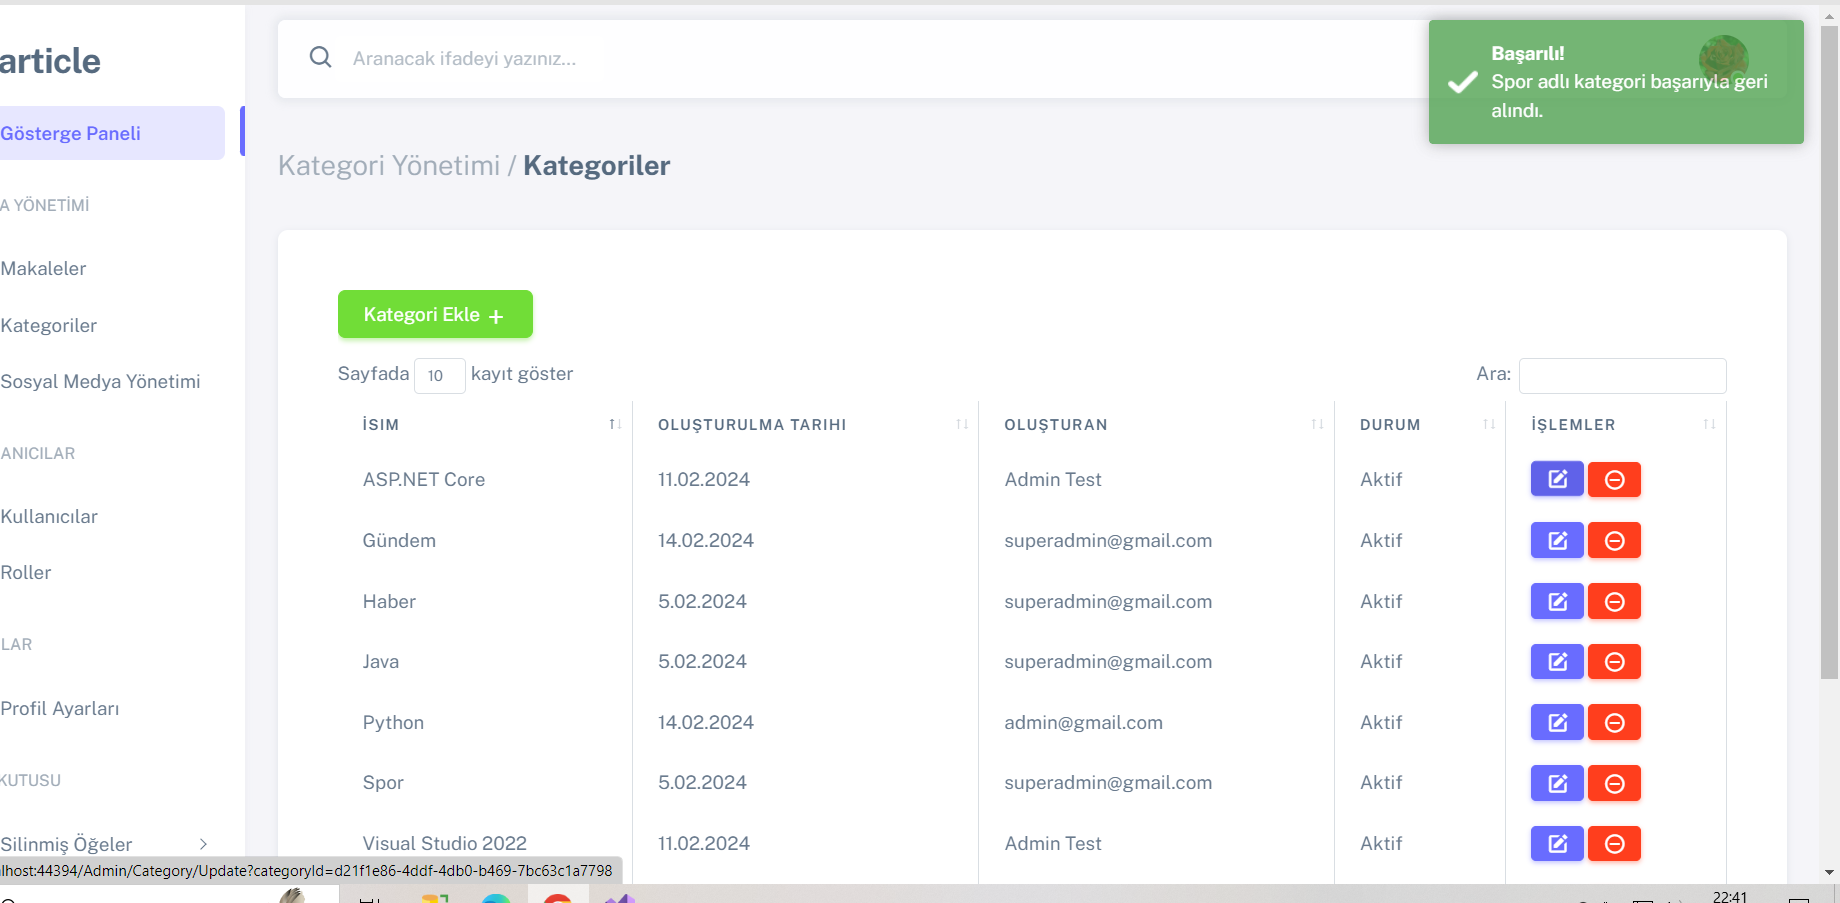 article
Gösterge Paneli
A YÖNETİMİ
Makaleler
Kategoriler
Sosyal Medya Yönetimi
ANICILAR
Kullanıcılar
Roller
LAR
Profil Ayarları
KUTUSU
Silinmiş Öğeler
Aranacak ifadeyi yazınız...
Başarılı!
Spor adlı kategori başarıyla geri
alındı.
Kategori Yönetimi / Kategoriler
Kategori Ekle +
Sayfada 10 kayıt göster
Ara:
İSIM OLUŞTURULMA TARIHI OLUŞTURAN DURUM İŞLEMLER
ASP.NET Core 11.02.2024 Admin Test Aktif
Gündem 14.02.2024 superadmin@gmail.com Aktif
Haber 5.02.2024 superadmin@gmail.com Aktif
Java 5.02.2024 superadmin@gmail.com Aktif
Python 14.02.2024 admin@gmail.com Aktif
Spor 5.02.2024 superadmin@gmail.com Aktif
Visual Studio 2022 11.02.2024 Admin Test Aktif
lhost:44394/Admin/Category/Update?categoryId=d21f1e86-4ddf-4db0-b469-7bc63c1a7798
22:41